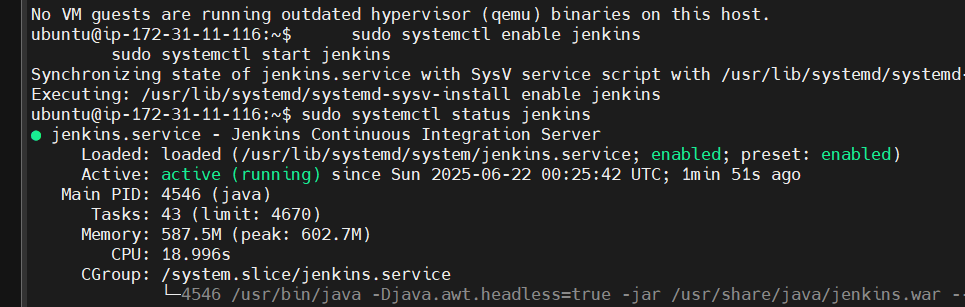 No VM guests are running outdated hypervisor (qemu) binaries on this host.
ubuntu@ip-172-31-11-116:~$      sudo systemctl enable jenkins
        sudo systemctl start jenkins
Synchronizing state of jenkins.service with SysV service script with /usr/lib/systemd/systemd-
Executing: /usr/lib/systemd/systemd-sysv-install enable jenkins
ubuntu@ip-172-31-11-116:~$ sudo systemctl status jenkins
● jenkins.service - Jenkins Continuous Integration Server
     Loaded: loaded (/usr/lib/systemd/system/jenkins.service; enabled; preset: enabled)
     Active: active (running) since Sun 2025-06-22 00:25:42 UTC; 1min 51s ago
   Main PID: 4546 (java)
      Tasks: 43 (limit: 4670)
     Memory: 587.5M (peak: 602.7M)
        CPU: 18.996s
     CGroup: /system.slice/jenkins.service
             └─4546 /usr/bin/java -Djava.awt.headless=true -jar /usr/share/java/jenkins.war --